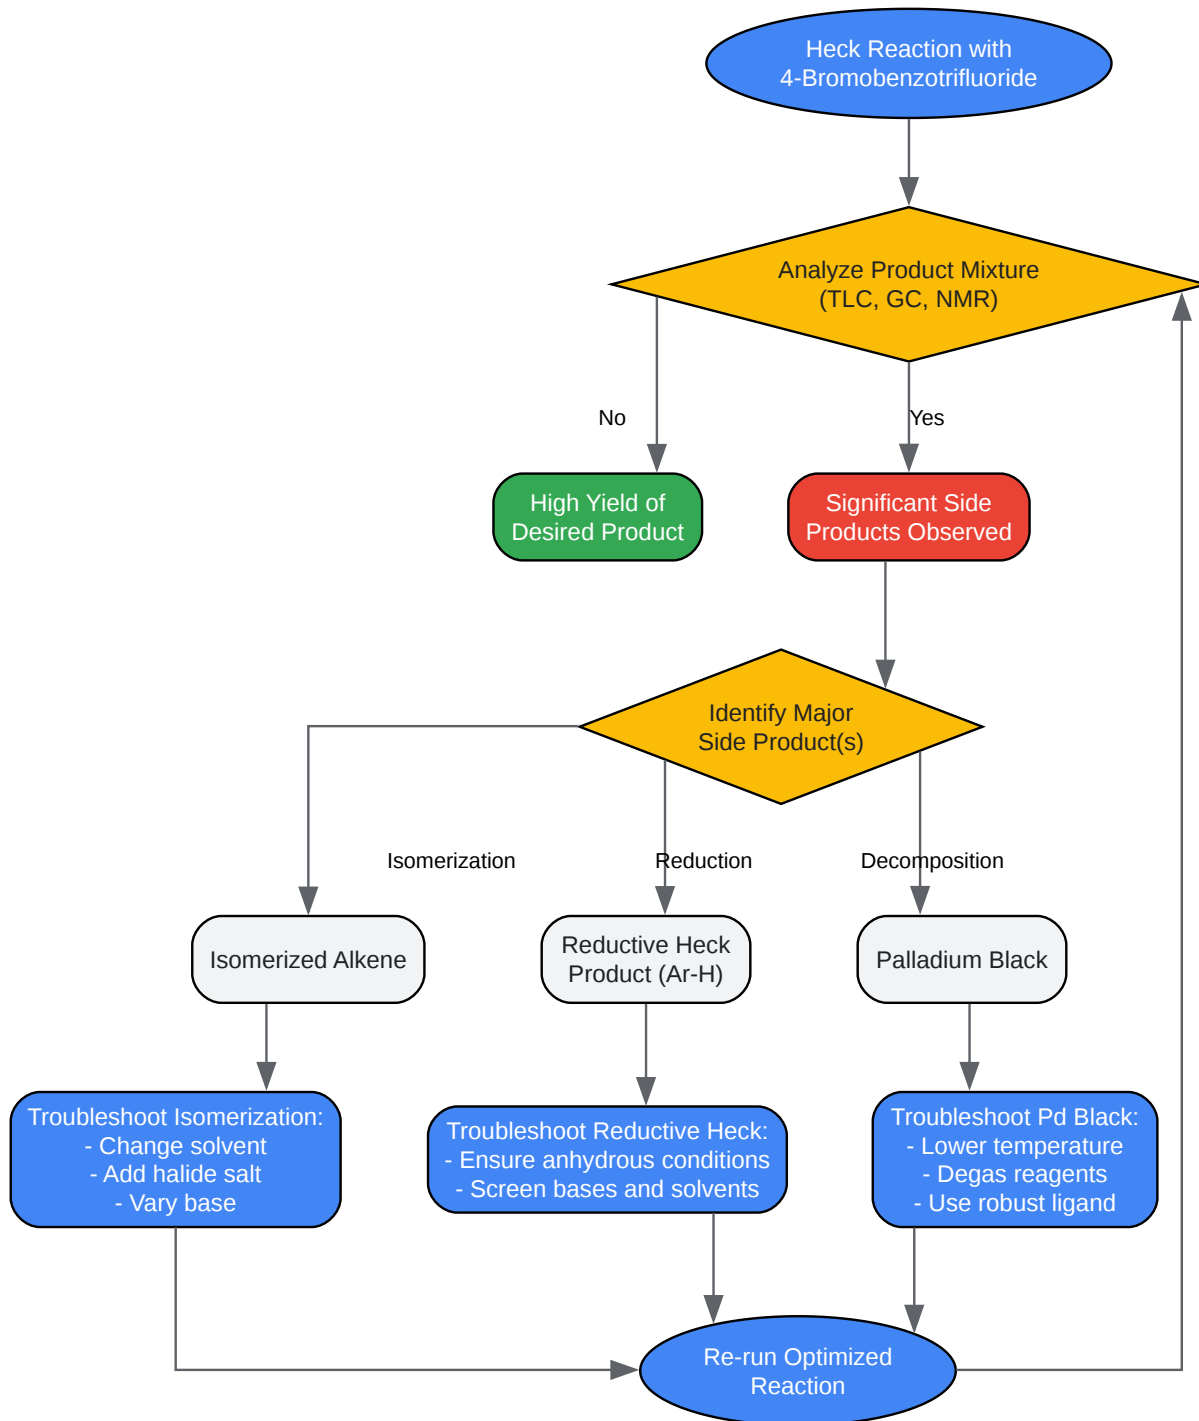 Heck Reaction with
4-Bromobenzotrifluoride
Analyze Product Mixture
(TLC, GC, NMR)
No
Yes
High Yield of
Desired Product
Significant Side
Products Observed
Identify Major
Side Product(s)
Isomerization
Reduction
Decomposition
Isomerized Alkene
Reductive Heck
Product (Ar-H)
Palladium Black
Troubleshoot Isomerization:
- Change solvent
- Add halide salt
- Vary base
Troubleshoot Reductive Heck:
- Ensure anhydrous conditions
- Screen bases and solvents
Troubleshoot Pd Black:
- Lower temperature
- Degas reagents
- Use robust ligand
Re-run Optimized
Reaction